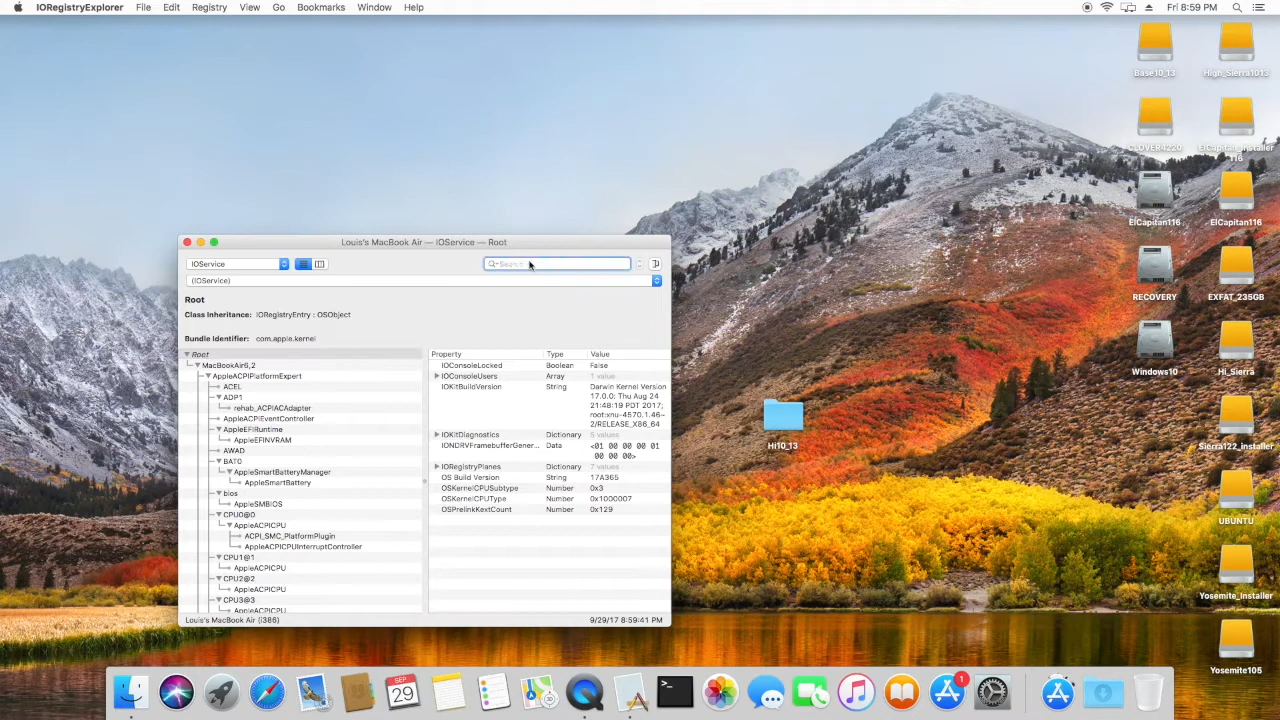 IORegistryExplorer File Edit Registry View Go Bookmarks Window Help Fri 8:59 PM
Louis's MacBook Air — IOService — Root
IOService
Search
(IOService)
Root
Class Inheritance: IORegistryEntry : OSObject
Bundle Identifier: com.apple.kernel
Root
MacBookAir6,2
AppleACPIPlatformExpert
ACEL
ADP1
rehab_ACPIACAdapter
AppleACPIEventController
AppleEFIRuntime
AppleEFINVRAM
AWAD
BAT0
AppleSmartBatteryManager
AppleSmartBattery
bios
AppleSMBIOS
CPU0@0
AppleACPICPU
ACPI_SMC_PlatformPlugin
AppleACPICPUInterruptController
CPU1@1
AppleACPICPU
CPU2@2
AppleACPICPU
CPU3@3
AppleACPICPU
Property Type Value
IOConsoleLocked Boolean False
IOConsoleUsers Array 1 value
IOKitBuildVersion String Darwin Kernel Version
17.0.0: Thu Aug 24
21:48:19 PDT 2017;
root:xnu-4570.1.46~
2/RELEASE_X86_64
IOKitDiagnostics Dictionary 5 values
IONDRVFramebufferGener... Data <01 00 00 00 01
00 00 00>
IORegistryPlanes Dictionary 7 values
OS Build Version String 17A365
OSKernelCPUSubtype Number 0x3
OSKernelCPUType Number 0x1000007
OSPrelinkKextCount Number 0x129
Louis's MacBook Air (i386) 9/29/17 8:59:41 PM
Hi10_13
Base10_13
High_Sierra1013
CLOVER4220
ElCapitan_Installer
116
ElCapitan116
ElCapitan116
RECOVERY
EXFAT_235GB
Windows10
Hi_Sierra
Sierra122_installer
UBUNTU
Yosemite_Installer
Yosemite105
SEP
29
1